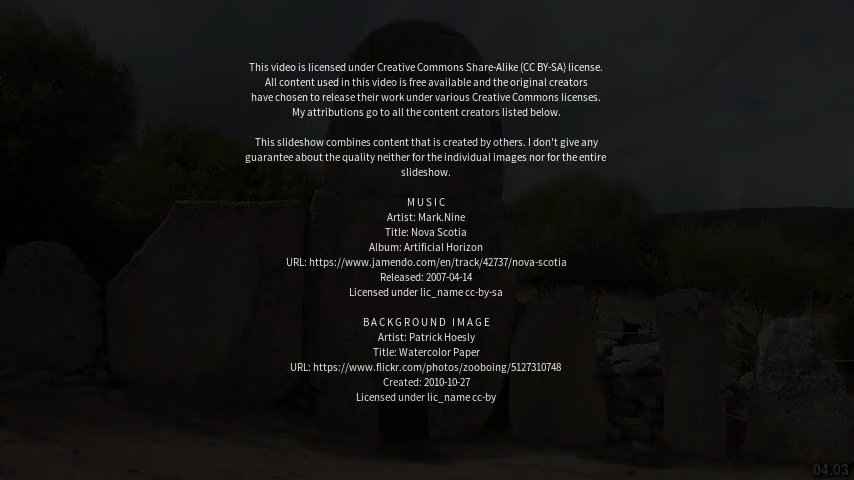 This video is licensed under Creative Commons Share-Alike (CC BY-SA) license.
All content used in this video is free available and the original creators
have chosen to release their work under various Creative Commons licenses.
My attributions go to all the content creators listed below.
This slideshow combines content that is created by others. I don't give any
guarantee about the quality neither for the individual images nor for the entire
slideshow.
MUSIC
Artist: Mark.Nine
Title: Nova Scotia
Album: Artificial Horizon
URL: https://www.jamendo.com/en/track/42737/nova-scotia
Released: 2007-04-14
Licensed under lic_name cc-by-sa
BACKGROUND IMAGE
Artist: Patrick Hoesly
Title: Watercolor Paper
URL: https://www.flickr.com/photos/zooboing/5127310748
Created: 2010-10-27
Licensed under lic_name cc-by
04.03